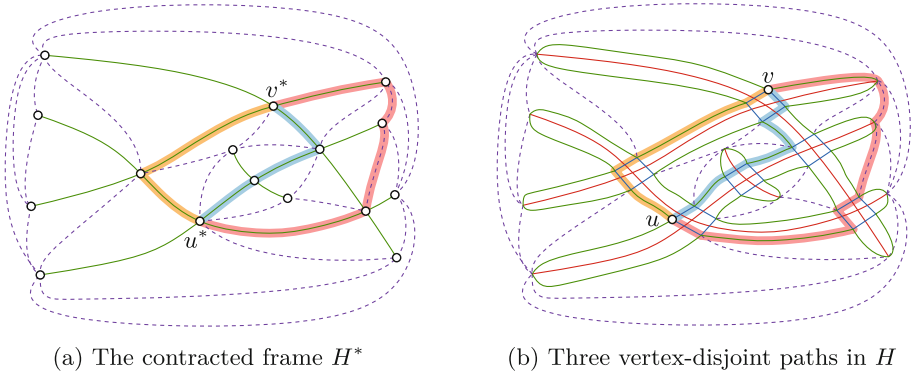 v*
u*
v
u
(a) The contracted frame H*
(b) Three vertex-disjoint paths in H